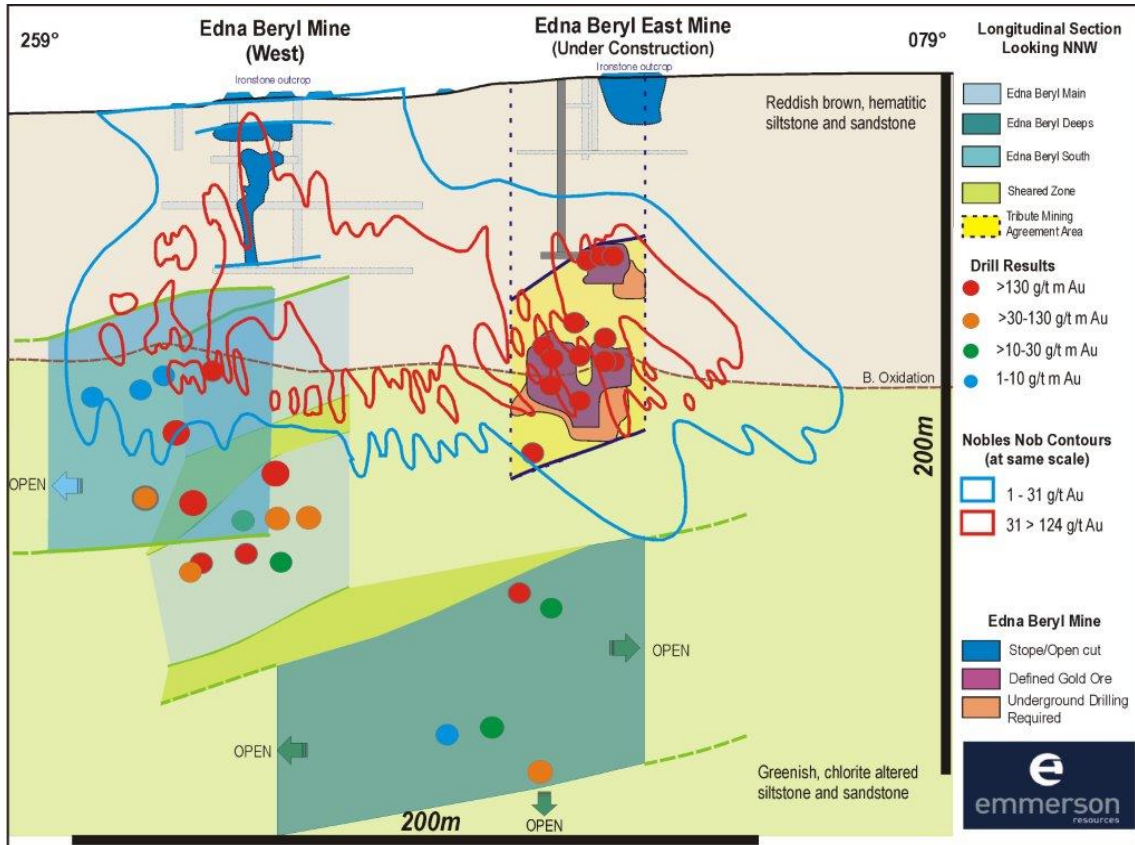 259°
Edna Beryl Mine
(West)
Ironstone outcrop
Edna Beryl East Mine
(Under Construction)
Ironstone outcrop
079°
Reddish brown, hematitic
siltstone and sandstone
B. Oxidation
200m
OPEN
OPEN
OPEN
OPEN
Greenish, chlorite altered
siltstone and sandstone
200m
Longitudinal Section
Looking NNW
Edna Beryl Main
Edna Beryl Deeps
Edna Beryl South
Sheared Zone
Tribute Mining
Agreement Area
Drill Results
>130 g/t m Au
>30-130 g/t m Au
>10-30 g/t m Au
1-10 g/t m Au
Nobles Nob Contours
(at same scale)
1 - 31 g/t Au
31 > 124 g/t Au
Edna Beryl Mine
Stope/Open cut
Defined Gold Ore
Underground Drilling
Required
e
emmerson
resources